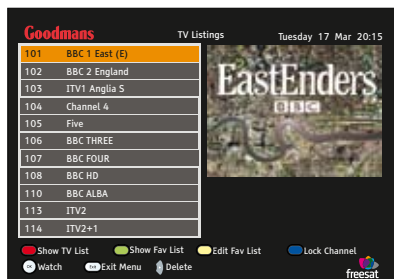 Goodmans TV Listings Tuesday 17 Mar 20:15
101 BBC 1 East (E)
102 BBC 2 England
103 ITV1 Anglia S
104 Channel 4
105 Five
106 BBC THREE
107 BBC FOUR
108 BBC HD
110 BBC ALBA
113 ITV2
114 ITV2+1
EastEnders
BBC
Show TV List Show Fav List Edit Fav List Lock Channel
OK Watch Exit Exit Menu Delete
freesat